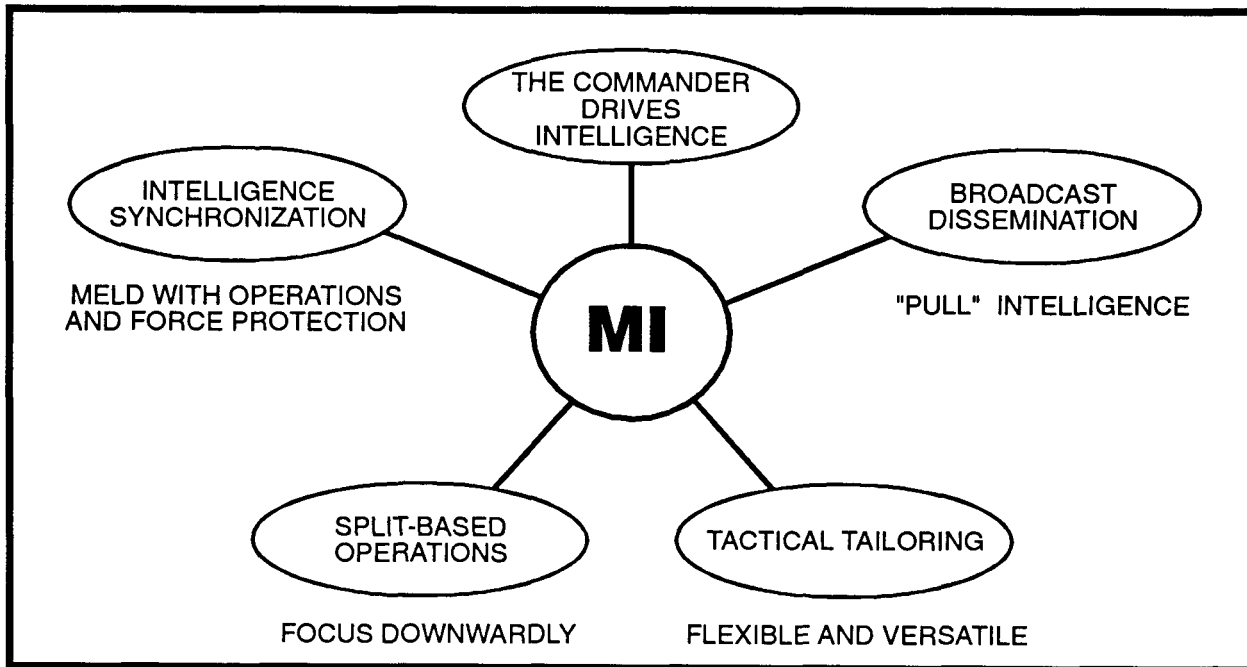 THE COMMANDER
DRIVES
INTELLIGENCE
INTELLIGENCE
SYNCHRONIZATION
MELD WITH OPERATIONS
AND FORCE PROTECTION
BROADCAST
DISSEMINATION
"PULL" INTELLIGENCE
MI
SPLIT-BASED
OPERATIONS
FOCUS DOWNWARDLY
TACTICAL TAILORING
FLEXIBLE AND VERSATILE